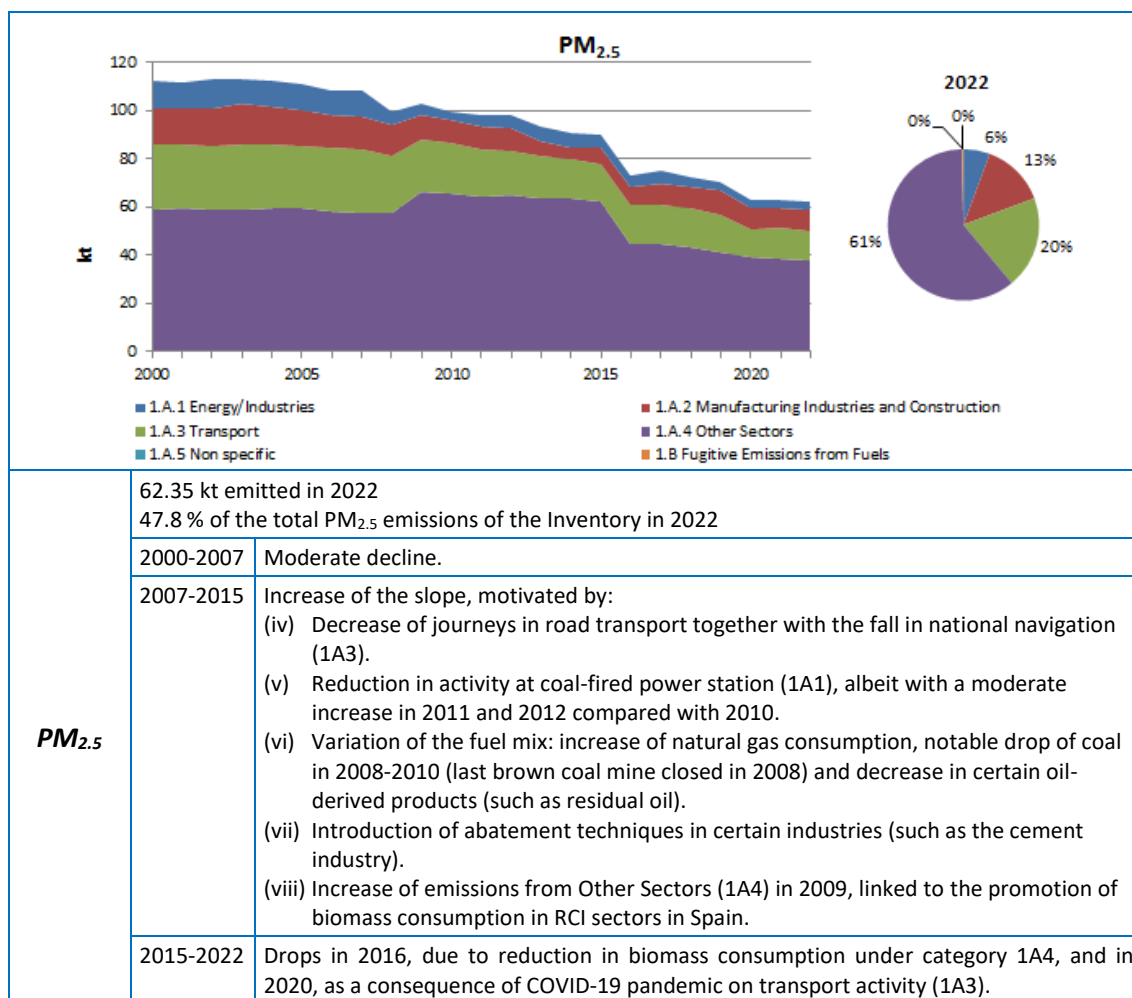 PM2.5
120
100
80
60
40
20
0
kt
2000
2005
2010
2015
2020
2022
0%
0%
6%
13%
20%
61%
1.A.1 Energy/Industries
1.A.2 Manufacturing Industries and Construction
1.A.3 Transport
1.A.4 Other Sectors
1.A.5 Non specific
1.B Fugitive Emissions from Fuels
PM2.5
62.35 kt emitted in 2022
47.8 % of the total PM2.5 emissions of the Inventory in 2022
2000-2007 Moderate decline.
2007-2015 Increase of the slope, motivated by:
(iv) Decrease of journeys in road transport together with the fall in national navigation
(1A3).
(v) Reduction in activity at coal-fired power station (1A1), albeit with a moderate
increase in 2011 and 2012 compared with 2010.
(vi) Variation of the fuel mix: increase of natural gas consumption, notable drop of coal
in 2008-2010 (last brown coal mine closed in 2008) and decrease in certain oil-
derived products (such as residual oil).
(vii) Introduction of abatement techniques in certain industries (such as the cement
industry).
(viii) Increase of emissions from Other Sectors (1A4) in 2009, linked to the promotion of
biomass consumption in RCI sectors in Spain.
2015-2022 Drops in 2016, due to reduction in biomass consumption under category 1A4, and in
2020, as a consequence of COVID-19 pandemic on transport activity (1A3).